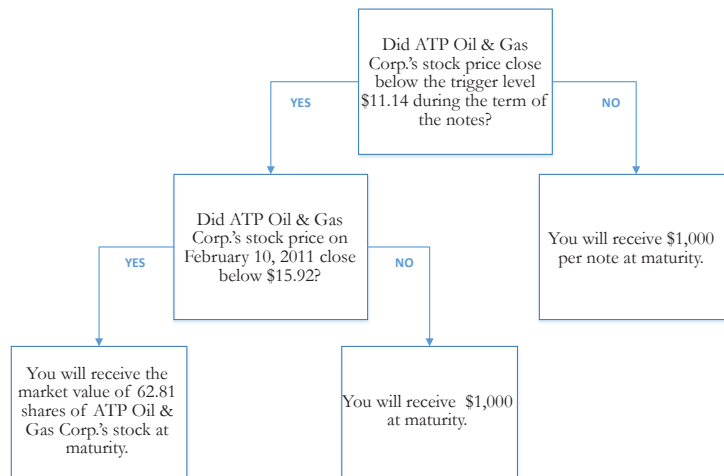 Did ATP Oil & Gas
Corp.'s stock price close
below the trigger level
$11.14 during the term of
the notes?
YES
NO
Did ATP Oil & Gas
Corp.'s stock price on
February 10, 2011 close
below $15.92?
You will receive $1,000
per note at maturity.
YES
NO
You will receive the
market value of 62.81
shares of ATP Oil &
Gas Corp.'s stock at
maturity.
You will receive $1,000
at maturity.